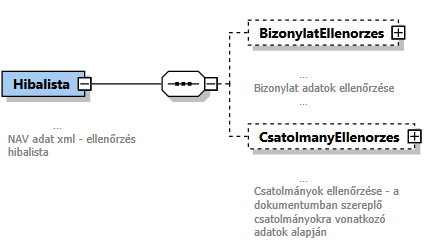 BizonylatEllenorzes
...
Bizonylat adatok ellenőrzése
...
Hibalista
...
NAV adat xml - ellenőrzés
hibalista
CsatolmanyEllenorzes
...
Csatolmányok ellenőrzése - a
dokumentumban szereplő
csatolmányokra vonatkozó
adatok alapján